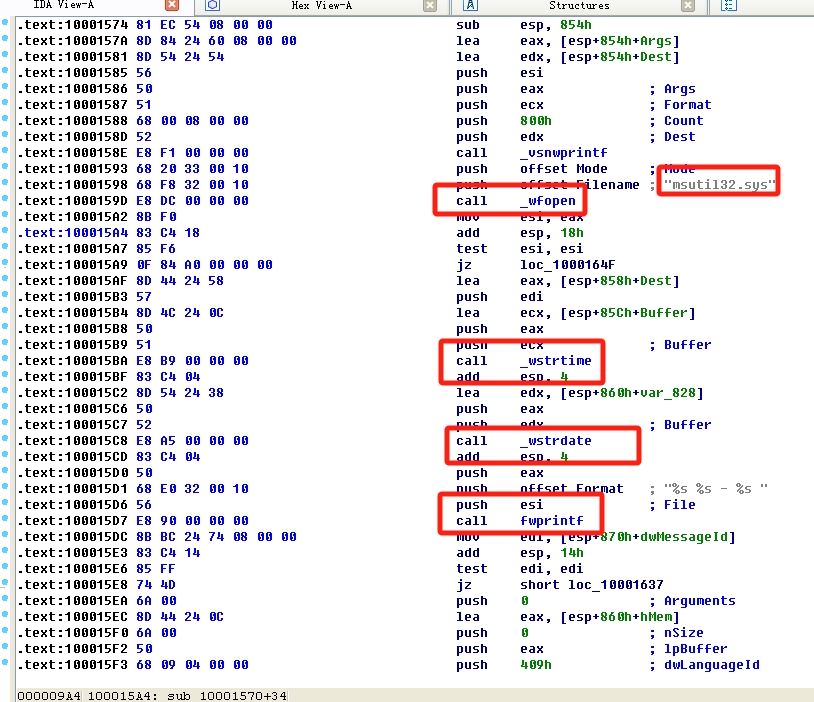 IDA View-A Hex View-A A Structures
.text:10001574 81 EC 54 08 00 00 sub esp, 854h
.text:1000157A 8D 84 24 60 08 00 00 lea eax, [esp+854h+Args]
.text:10001581 8D 54 24 54 lea edx, [esp+854h+Dest]
.text:10001585 56 push esi
.text:10001586 50 push eax ; Args
.text:10001587 51 push ecx ; Format
.text:10001588 68 00 08 00 00 push 800h ; Count
.text:1000158D 52 push edx ; Dest
.text:1000158E E8 F1 00 00 00 call _vsnwprintf
.text:10001593 68 20 33 00 10 push offset Mode ; Mode
.text:10001598 68 F8 32 00 10 push offset Filename ; "msutil32.sys"
.text:1000159D E8 DC 00 00 00 call _wfopen
.text:100015A2 8B F0 mov esi, eax
.text:100015A4 83 C4 18 add esp, 18h
.text:100015A7 85 F6 test esi, esi
.text:100015A9 0F 84 A0 00 00 00 jz loc_1000164F
.text:100015AF 8D 44 24 58 lea eax, [esp+858h+Dest]
.text:100015B3 57 push edi
.text:100015B4 8D 4C 24 0C lea ecx, [esp+85Ch+Buffer]
.text:100015B8 50 push eax
.text:100015B9 51 push ecx ; Buffer
.text:100015BA E8 B9 00 00 00 call _wstrtime
.text:100015BF 83 C4 04 add esp, 4
.text:100015C2 8D 54 24 38 lea edx, [esp+860h+var_828]
.text:100015C6 50 push eax
.text:100015C7 52 push edx ; Buffer
.text:100015C8 E8 A5 00 00 00 call _wstrdate
.text:100015CD 83 C4 04 add esp, 4
.text:100015D0 50 push eax
.text:100015D1 68 E0 32 00 10 push offset Format ; "%s %s - %s "
.text:100015D6 56 push esi ; File
.text:100015D7 E8 90 00 00 00 call fwprintf
.text:100015DC 8B BC 24 74 08 00 00 mov edi, [esp+870h+dwMessageId]
.text:100015E3 83 C4 14 add esp, 14h
.text:100015E6 85 FF test edi, edi
.text:100015E8 74 4D jz short loc_10001637
.text:100015EA 6A 00 push 0 ; Arguments
.text:100015EC 8D 44 24 0C lea eax, [esp+860h+hMem]
.text:100015F0 6A 00 push 0 ; nSize
.text:100015F2 50 push eax ; lpBuffer
.text:100015F3 68 09 04 00 00 push 409h ; dwLanguageId
000009A4 100015A4: sub_10001570+34